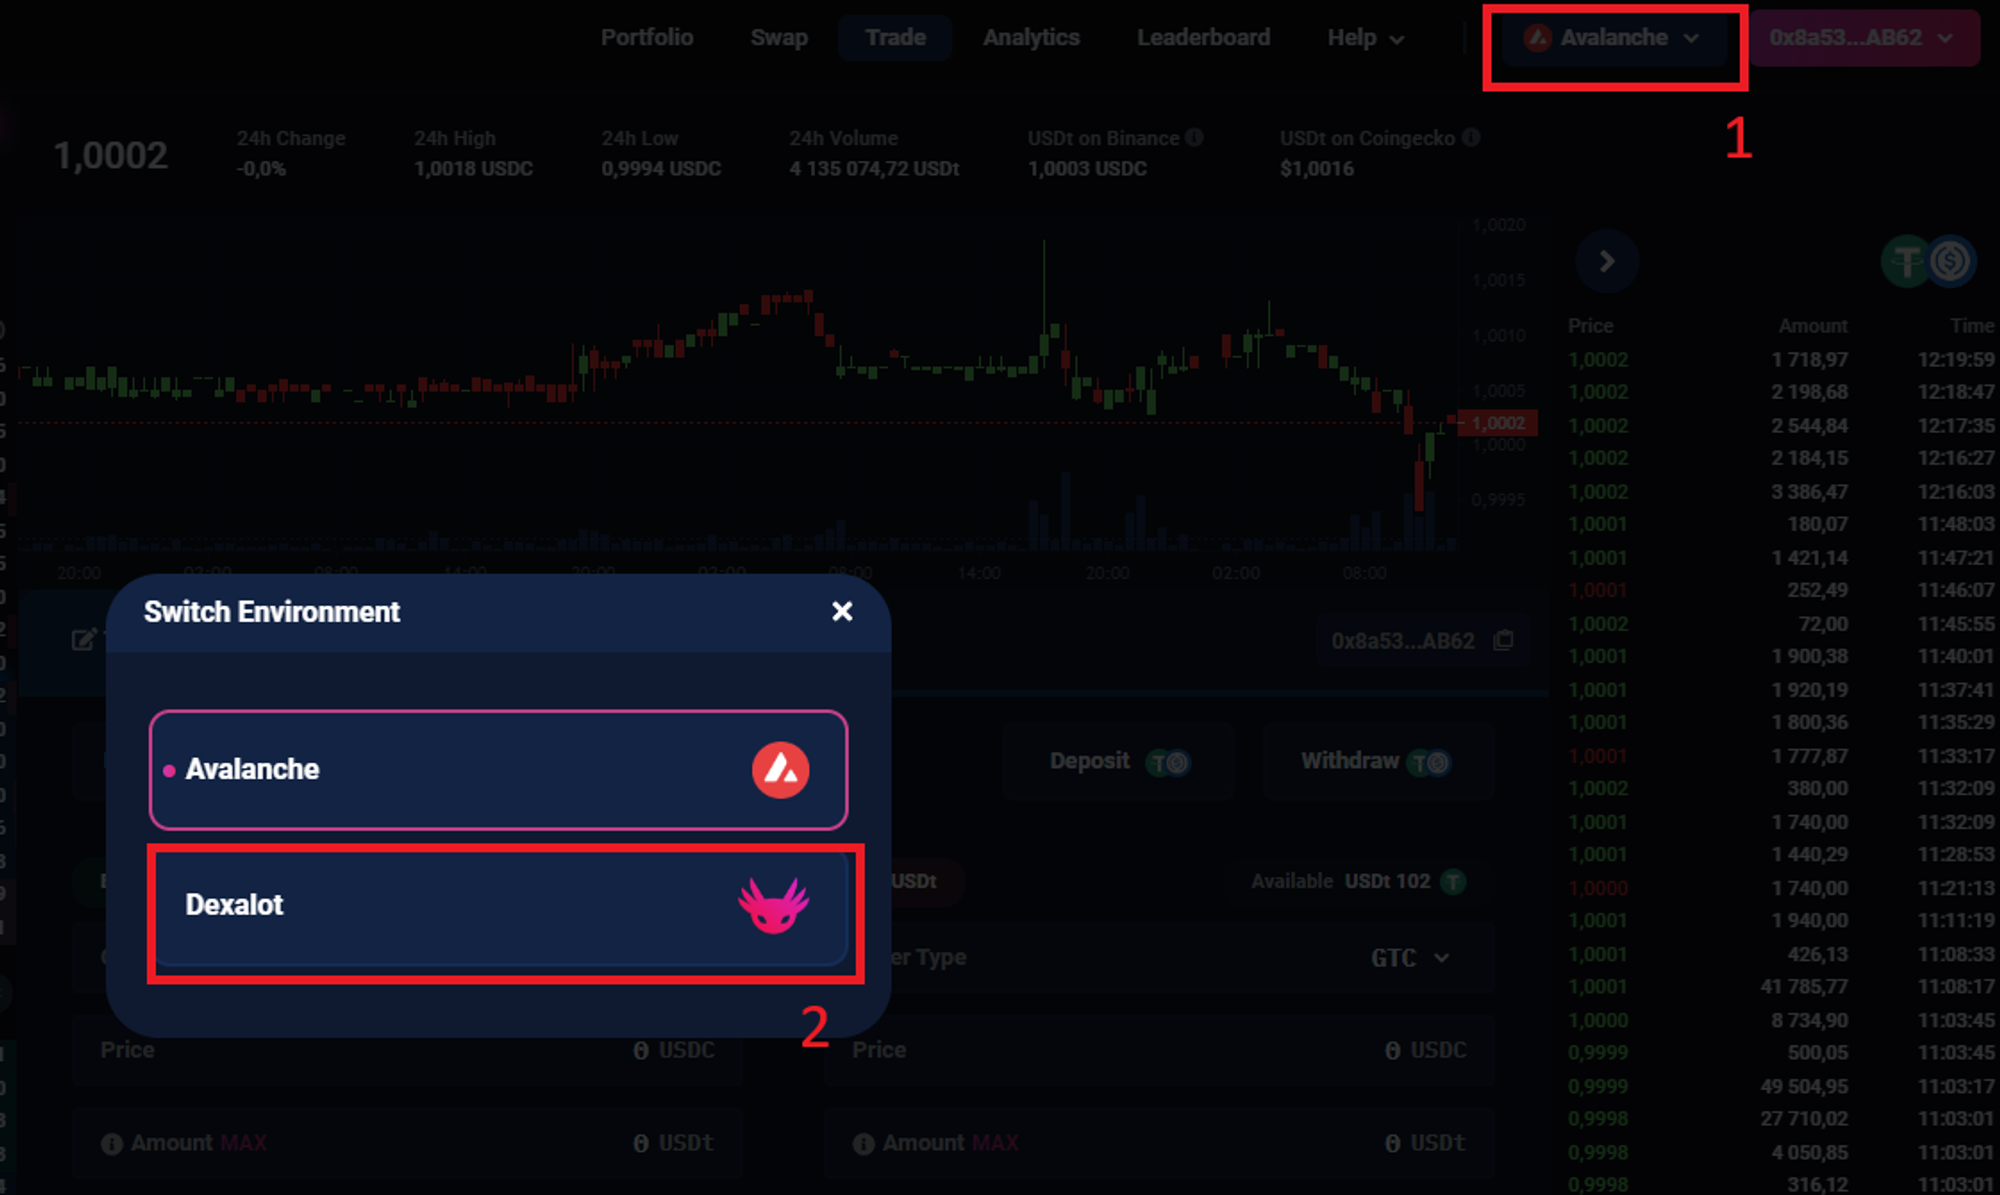 Portfolio Swap Trade Analytics Leaderboard Help Avalanche 0x8a53...AB62
1
1,0002
24h Change 24h High 24h Low 24h Volume USDt on Binance USDt on Coingecko
-0,0% 1,0018 USDC 0,9994 USDC 4 135 074,72 USDt 1,0003 USDC $1,0016
1,0020
1,0015
1,0010
1,0005
1,0002
1,0000
0,9995
20:00 02:00 08:00 14:00 20:00 02:00 08:00 14:00 20:00 02:00 08:00
Price Amount Time
1,0002 1 718,97 12:19:59
1,0002 2 198,68 12:18:47
1,0002 2 544,84 12:17:35
1,0002 2 184,15 12:16:27
1,0002 3 386,47 12:16:03
1,0001 180,07 11:48:03
1,0001 1 421,14 11:47:21
1,0001 252,49 11:46:07
1,0002 72,00 11:45:55
1,0001 1 900,38 11:40:01
1,0001 1 920,19 11:37:41
1,0001 1 800,36 11:35:29
1,0001 1 777,87 11:33:17
1,0002 380,00 11:32:09
1,0001 1 740,00 11:32:09
1,0001 1 440,29 11:28:53
1,0000 1 740,00 11:21:13
1,0001 1 940,00 11:11:19
1,0001 426,13 11:08:33
1,0001 41 785,77 11:08:17
1,0000 8 734,90 11:03:45
0,9999 500,05 11:03:45
0,9999 49 504,95 11:03:17
0,9998 27 710,02 11:03:01
0,9998 4 050,85 11:03:01
0,9998 316,12 11:03:01
Switch Environment
Avalanche
Dexalot
2
0x8a53...AB62
Deposit Withdraw
USDt Available USDt 102
er Type GTC
Price 0 USDC Price 0 USDC
Amount MAX 0 USDt Amount MAX 0 USDt